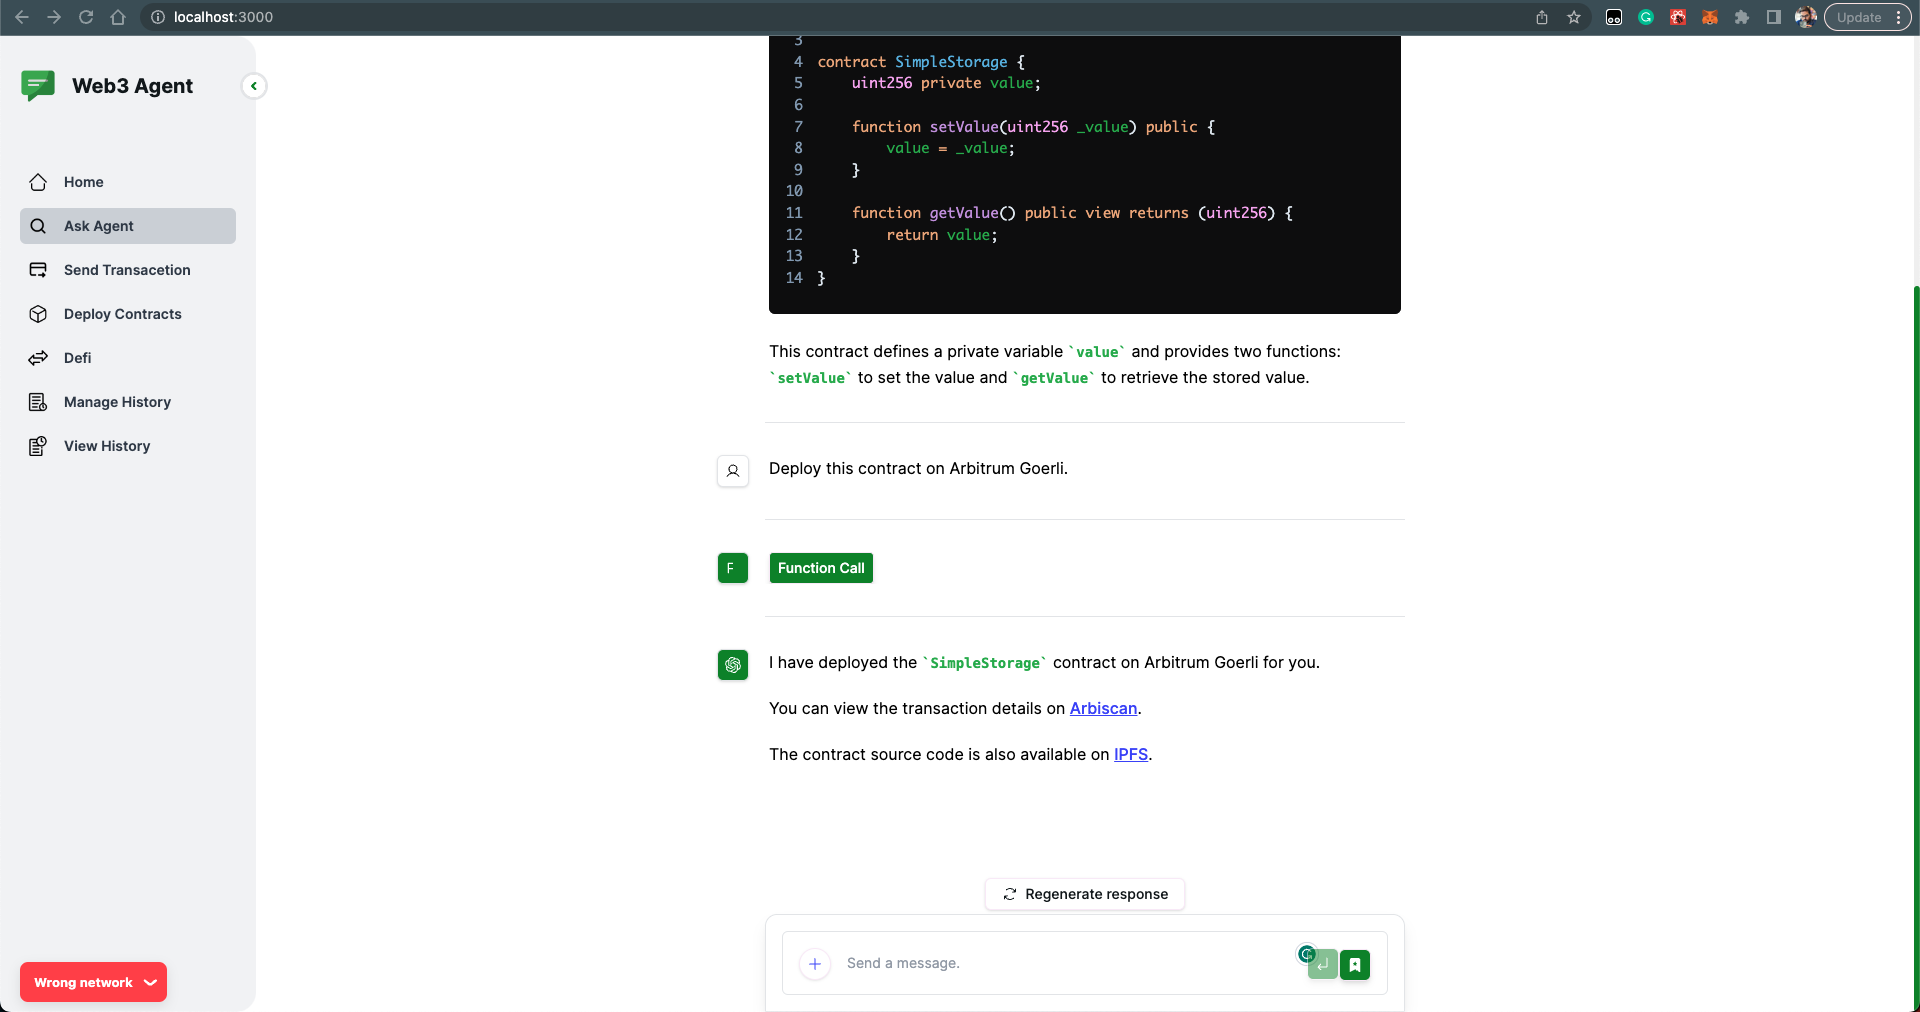 localhost:3000
Update
Web3 Agent
Home
Ask Agent
Send Transacetion
Deploy Contracts
Defi
Manage History
View History
Wrong network
3
4 contract SimpleStorage {
5 uint256 private value;
6
7 function setValue(uint256 _value) public {
8 value = _value;
9 }
10
11 function getValue() public view returns (uint256) {
12 return value;
13 }
14 }
This contract defines a private variable `value` and provides two functions:
`setValue` to set the value and `getValue` to retrieve the stored value.
Deploy this contract on Arbitrum Goerli.
F
Function Call
I have deployed the `SimpleStorage` contract on Arbitrum Goerli for you.
You can view the transaction details on Arbiscan.
The contract source code is also available on IPFS.
Regenerate response
Send a message.